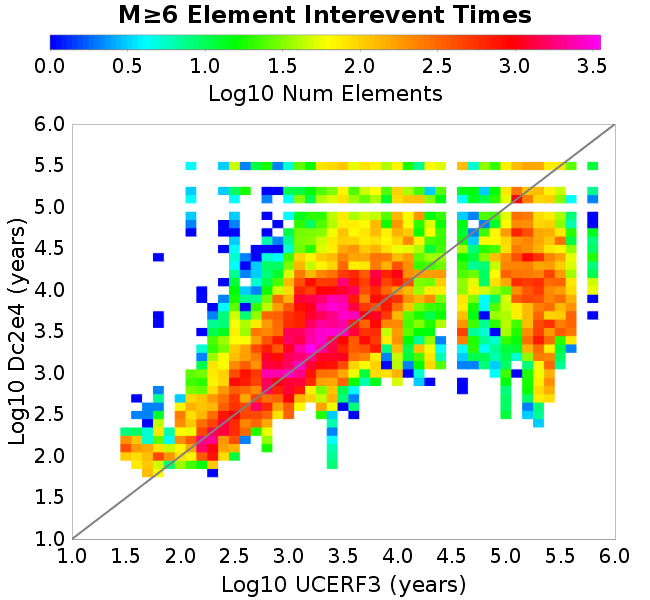 M≥6 Element Interevent Times
0.0 0.5 1.0 1.5 2.0 2.5 3.0 3.5
Log10 Num Elements
6.0
5.5
5.0
4.5
4.0
3.5
3.0
2.5
2.0
1.5
1.0
Log10 Dc2e4 (years)
1.0 1.5 2.0 2.5 3.0 3.5 4.0 4.5 5.0 5.5 6.0
Log10 UCERF3 (years)